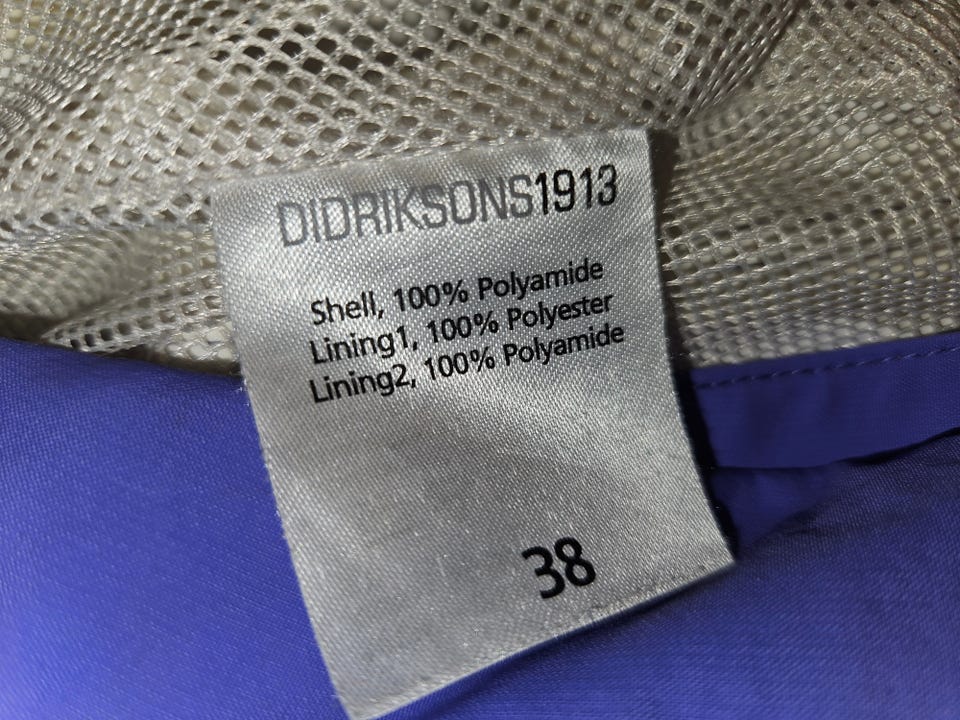 DIDRIKSONS1913
Shell, 100% Polyamide
Lining1, 100% Polyester
Lining2, 100% Polyamide
38